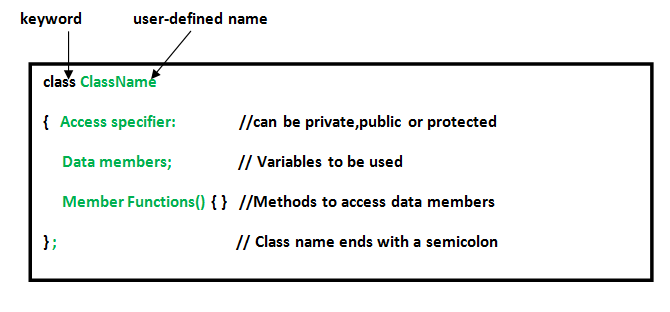 keyword user-defined name
class ClassName
{ Access specifier: //can be private,public or protected
Data members; // Variables to be used
Member Functions() { } //Methods to access data members
}; // Class name ends with a semicolon